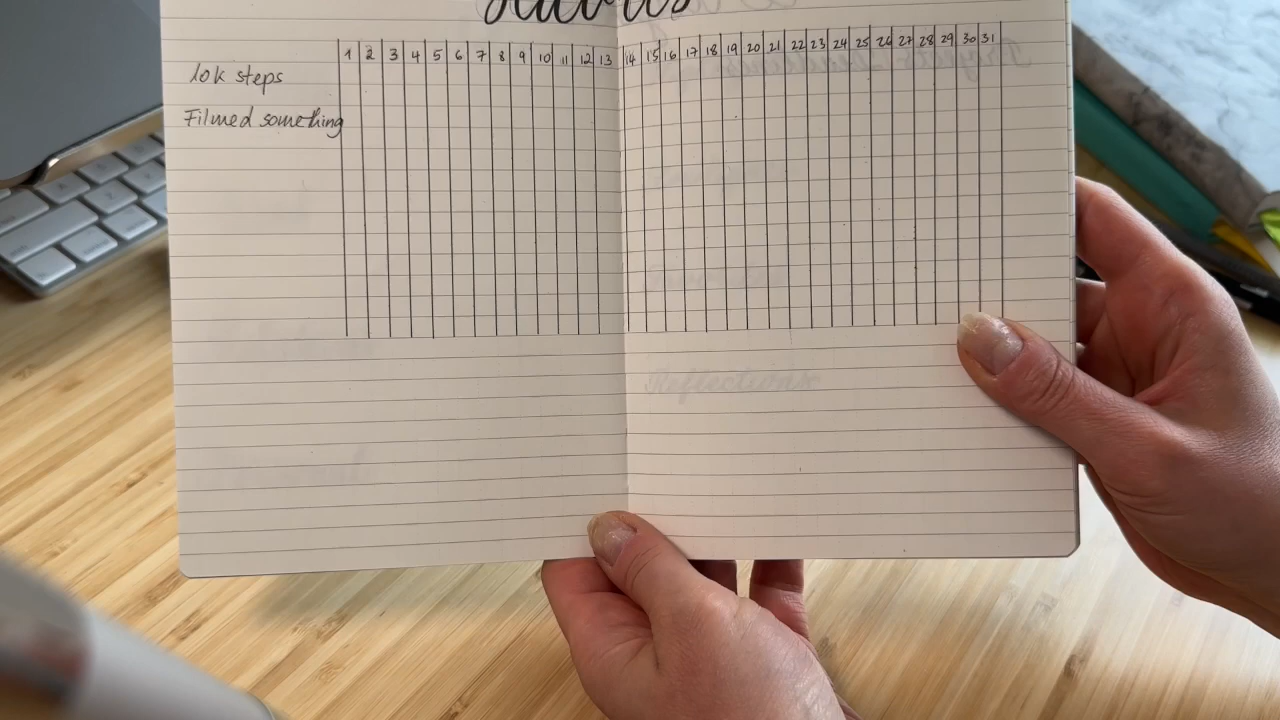 1 2 3 4 5 6 7 8 9 10 11 12 13 14 15 16 17 18 19 20 21 22 23 24 25 26 27 28 29 30 31
10k steps
Filmed something
Reflections